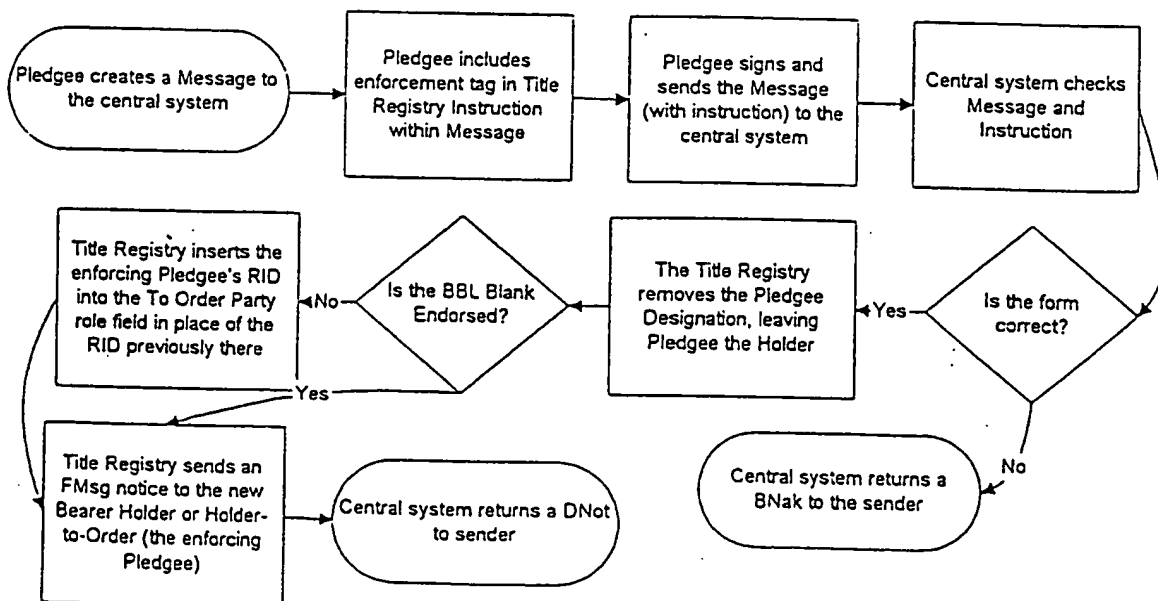 Pledgee creates a Message to
the central system
Pledgee includes
enforcement tag in Title
Registry Instruction
within Message
Pledgee signs and
sends the Message
(with instruction) to the
central system
Central system checks
Message and
Instruction
Title Registry inserts the
enforcing Pledgee's RID
into the To Order Party
role field in place of the
RID previously there
No
Is the BBL Blank
Endorsed?
The Title Registry
removes the Pledgee
Designation, leaving
Pledgee the Holder
Yes
Is the form
correct?
Yes
No
Title Registry sends an
FMsg notice to the new
Bearer Holder or Holder-
to-Order (the enforcing
Pledgee)
Central system returns a DNot
to sender
Central system returns a
BNak to the sender